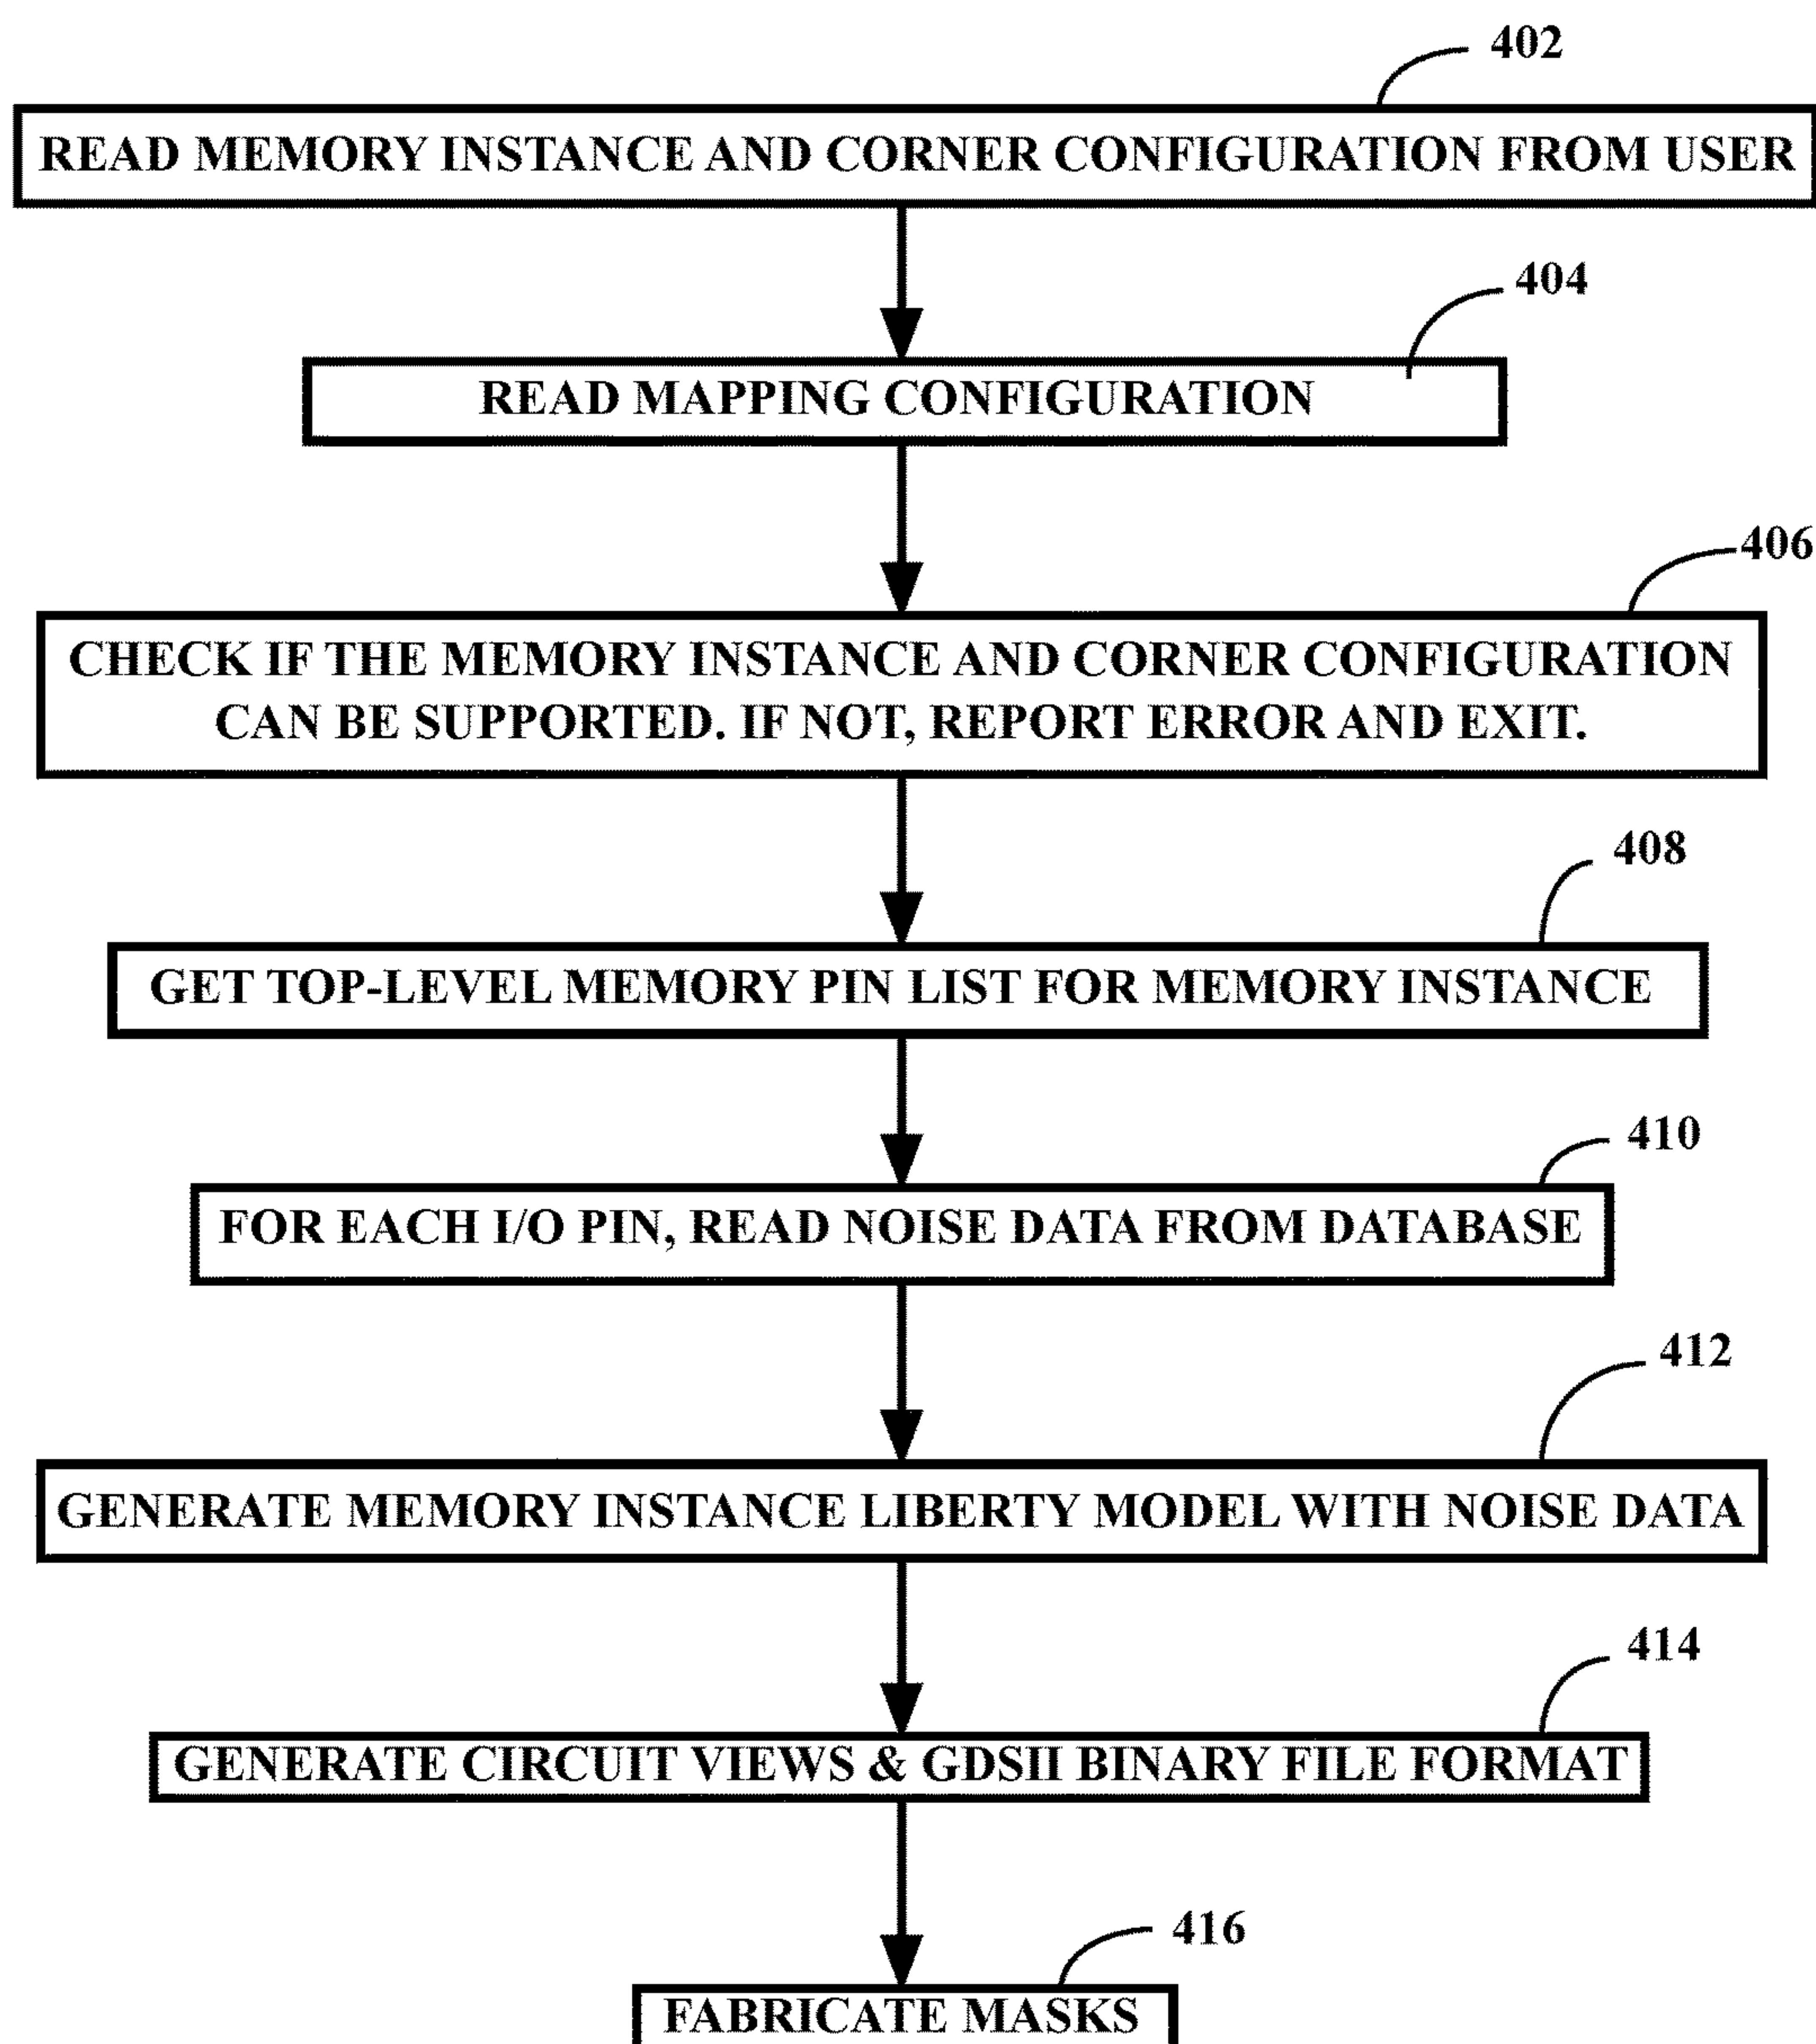 402
READ MEMORY INSTANCE AND CORNER CONFIGURATION FROM USER
404
READ MAPPING CONFIGURATION
406
CHECK IF THE MEMORY INSTANCE AND CORNER CONFIGURATION
CAN BE SUPPORTED. IF NOT, REPORT ERROR AND EXIT.
408
GET TOP-LEVEL MEMORY PIN LIST FOR MEMORY INSTANCE
410
FOR EACH I/O PIN, READ NOISE DATA FROM DATABASE
412
GENERATE MEMORY INSTANCE LIBERTY MODEL WITH NOISE DATA
414
GENERATE CIRCUIT VIEWS & GDSII BINARY FILE FORMAT
416
FABRICATE MASKS